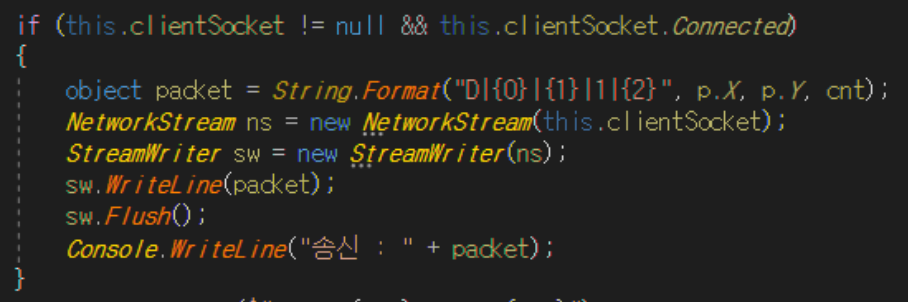 if (this.clientSocket != null && this.clientSocket.Connected)
{
object packet = String.Format("D|{0}|{1}|1|{2}", p.X, p.Y, cnt);
NetworkStream ns = new NetworkStream(this.clientSocket);
StreamWriter sw = new StreamWriter(ns);
sw.WriteLine(packet);
sw.Flush();
Console.WriteLine("송신 : " + packet);
}